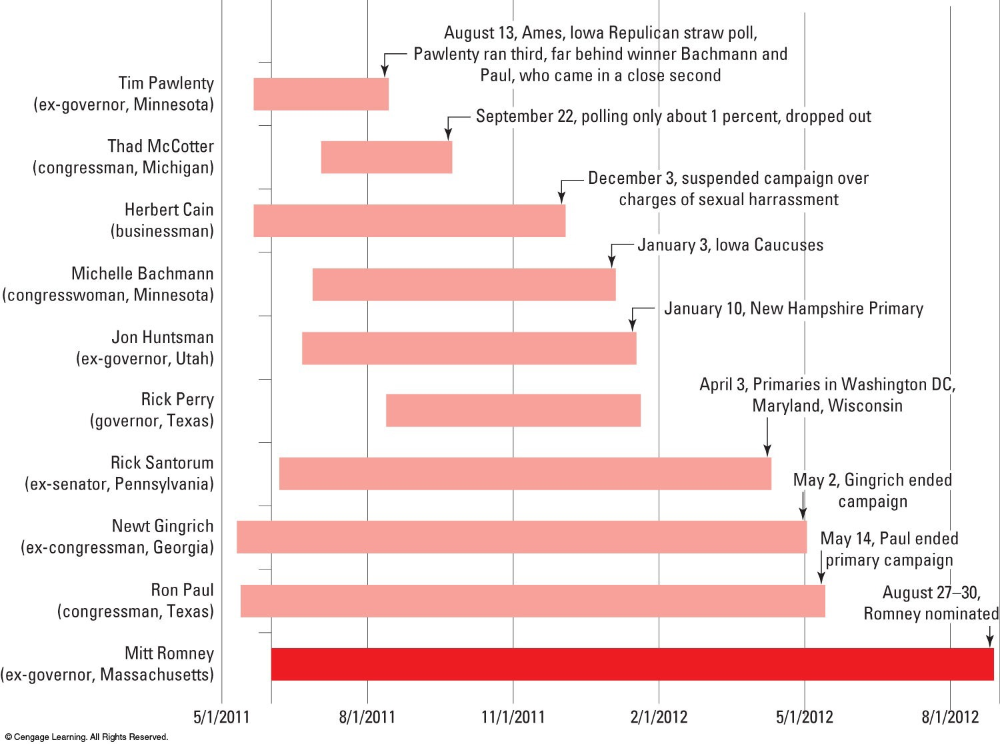 August 13, Ames, Iowa Repulican straw poll,
Pawlenty ran third, far behind winner Bachmann and
Paul, who came in a close second
Tim Pawlenty
(ex-governor, Minnesota)
September 22, polling only about 1 percent, dropped out
Thad McCotter
(congressman, Michigan)
December 3, suspended campaign over
charges of sexual harrassment
Herbert Cain
(businessman)
January 3, Iowa Caucuses
Michelle Bachmann
(congresswoman, Minnesota)
January 10, New Hampshire Primary
Jon Huntsman
(ex-governor, Utah)
April 3, Primaries in Washington DC,
Maryland, Wisconsin
Rick Perry
(governor, Texas)
Rick Santorum
(ex-senator, Pennsylvania)
May 2, Gingrich ended
campaign
Newt Gingrich
(ex-congressman, Georgia)
May 14, Paul ended
primary campaign
Ron Paul
(congressman, Texas)
August 27–30,
Romney nominated
Mitt Romney
(ex-governor, Massachusetts)
5/1/2011 8/1/2011 11/1/2011 2/1/2012 5/1/2012 8/1/2012
© Cengage Learning. All Rights Reserved.